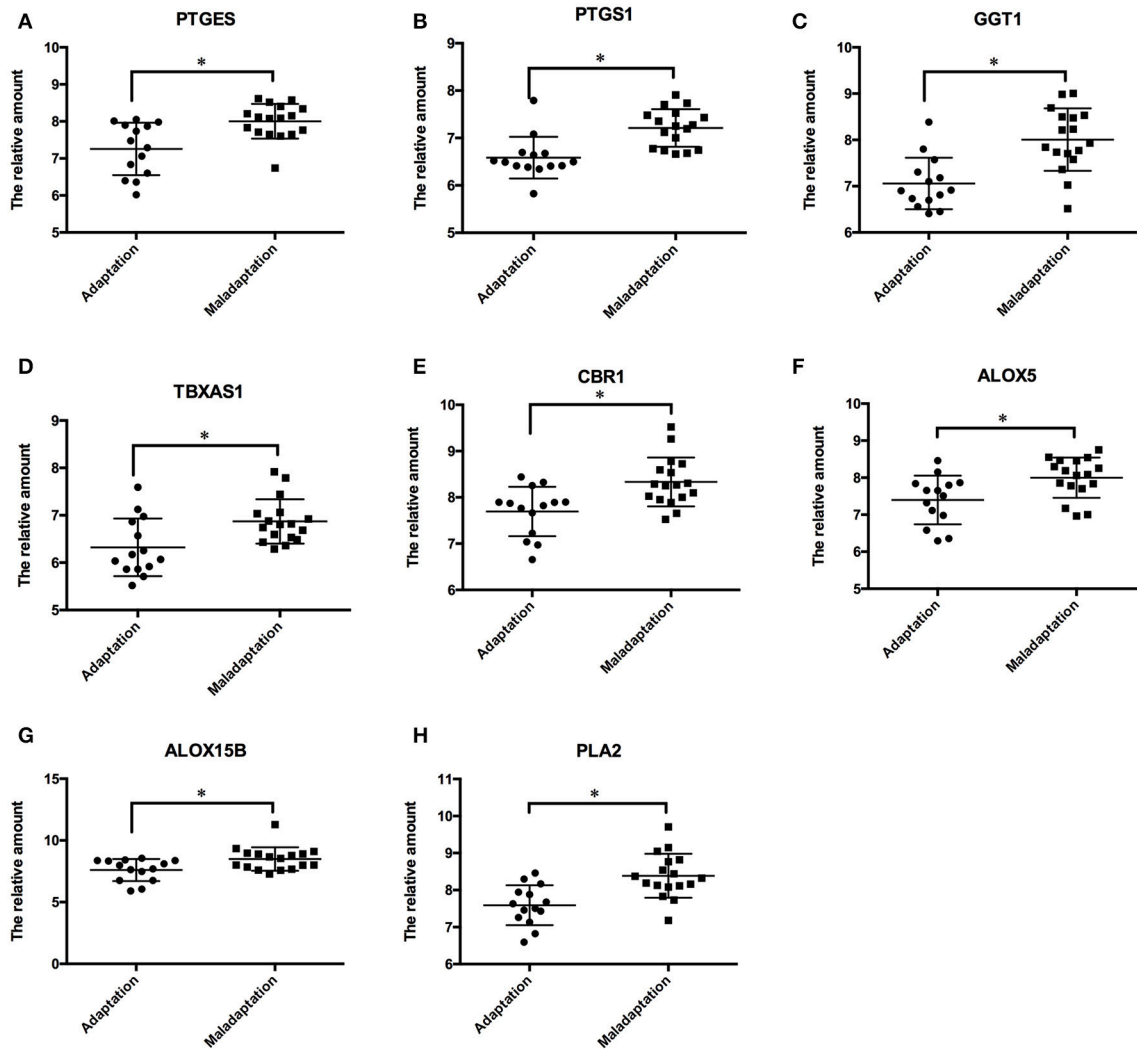 A
PTGES
The relative amount
10
9
8
7
6
5
*
Adaptation
Maladaptation
B
PTGS1
The relative amount
9
8
7
6
5
*
Adaptation
Maladaptation
C
GGT1
The relative amount
10
9
8
7
6
*
Adaptation
Maladaptation
D
TBXAS1
The relative amount
9
8
7
6
5
*
Adaptation
Maladaptation
E
CBR1
The relative amount
10
9
8
7
6
*
Adaptation
Maladaptation
F
ALOX5
The relative amount
10
9
8
7
6
5
*
Adaptation
Maladaptation
G
ALOX15B
The relative amount
15
10
5
0
*
Adaptation
Maladaptation
H
PLA2
The relative amount
11
10
9
8
7
6
*
Adaptation
Maladaptation